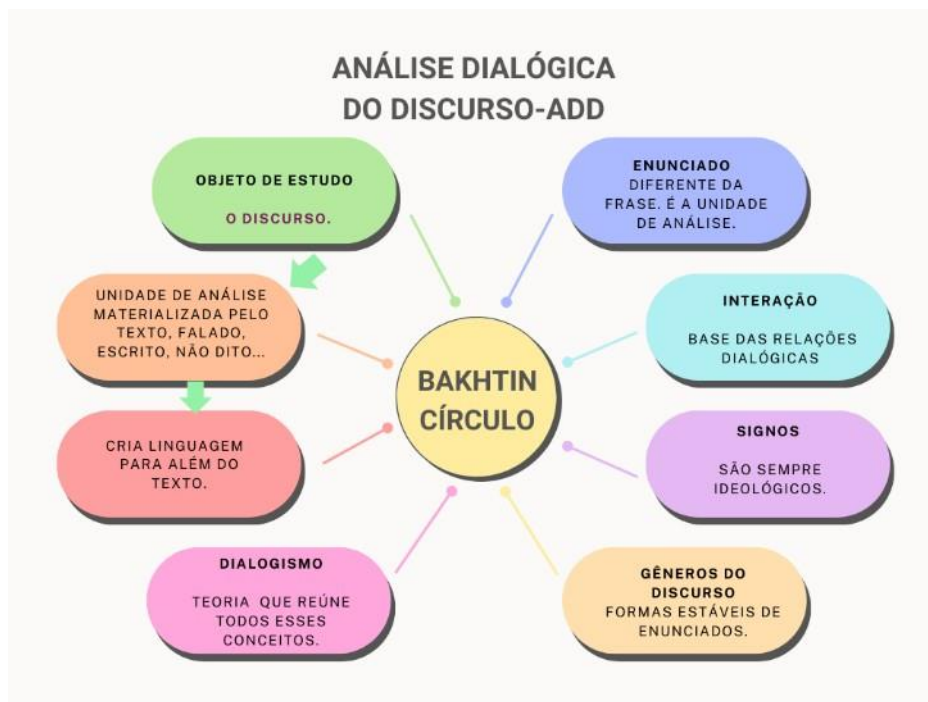 ANÁLISE DIALÓGICA
DO DISCURSO-ADD
OBJETO DE ESTUDO
O DISCURSO.
UNIDADE DE ANÁLISE
MATERIALIZADA PELO
TEXTO, FALADO,
ESCRITO, NÃO DITO...
CRIA LINGUAGEM
PARA ALÉM DO
TEXTO.
DIALOGISMO
TEORIA QUE REÚNE
TODOS ESSES
CONCEITOS.
BAKHTIN
CÍRCULO
ENUNCIADO
DIFERENTE DA
FRASE. É A UNIDADE
DE ANÁLISE.
INTERAÇÃO
BASE DAS RELAÇÕES
DIALÓGICAS
SIGNOS
SÃO SEMPRE
IDEOLÓGICOS.
GÊNEROS DO
DISCURSO
FORMAS ESTÁVEIS DE
ENUNCIADOS.